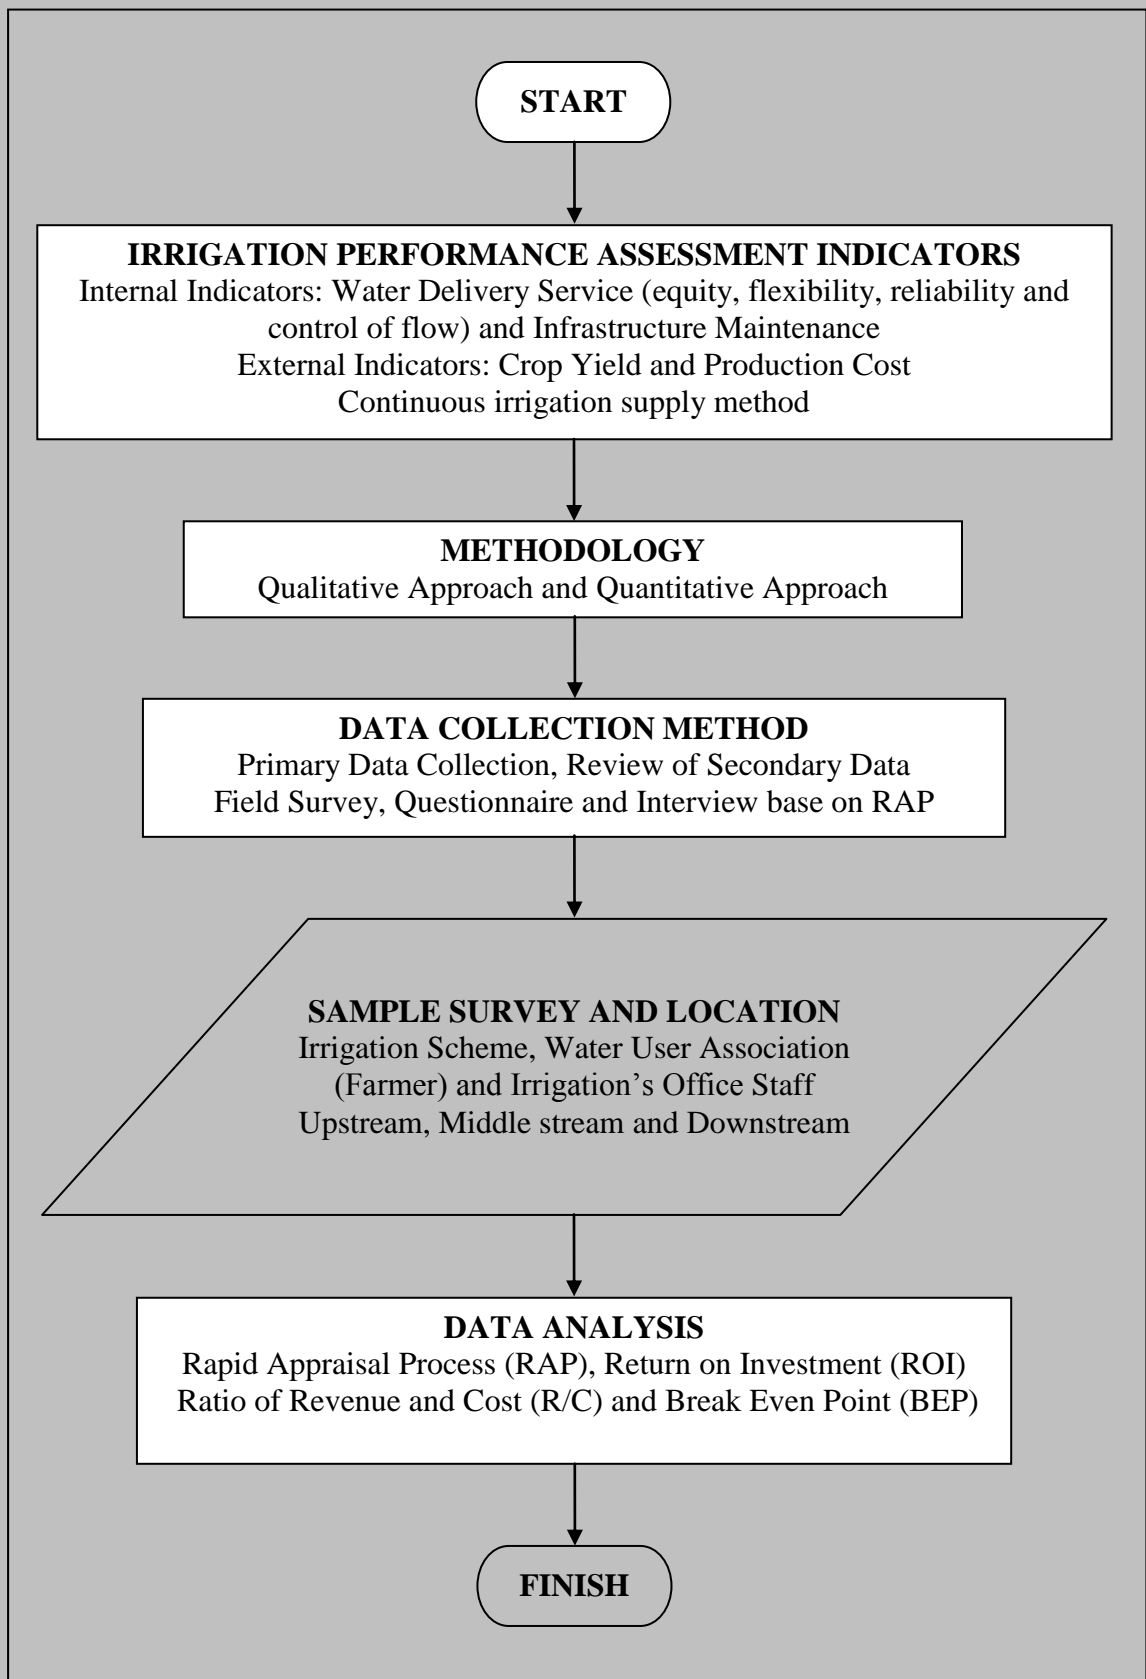 START
IRRIGATION PERFORMANCE ASSESSMENT INDICATORS
Internal Indicators: Water Delivery Service (equity, flexibility, reliability and
control of flow) and Infrastructure Maintenance
External Indicators: Crop Yield and Production Cost
Continuous irrigation supply method
METHODOLOGY
Qualitative Approach and Quantitative Approach
DATA COLLECTION METHOD
Primary Data Collection, Review of Secondary Data
Field Survey, Questionnaire and Interview base on RAP
SAMPLE SURVEY AND LOCATION
Irrigation Scheme, Water User Association
(Farmer) and Irrigation’s Office Staff
Upstream, Middle stream and Downstream
DATA ANALYSIS
Rapid Appraisal Process (RAP), Return on Investment (ROI)
Ratio of Revenue and Cost (R/C) and Break Even Point (BEP)
FINISH